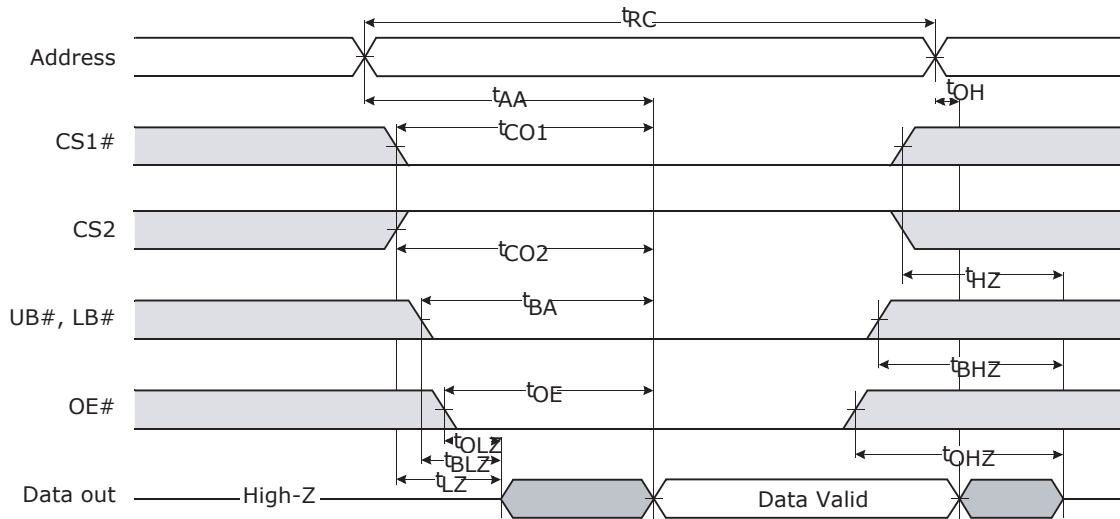 tRC
Address
tAA
tOH
CS1#
tCO1
CS2
tCO2
tHZ
UB#, LB#
tBA
tBHZ
OE#
tOE
tOLZ
tBLZ
tOHZ
tLZ
Data out
High-Z
Data Valid